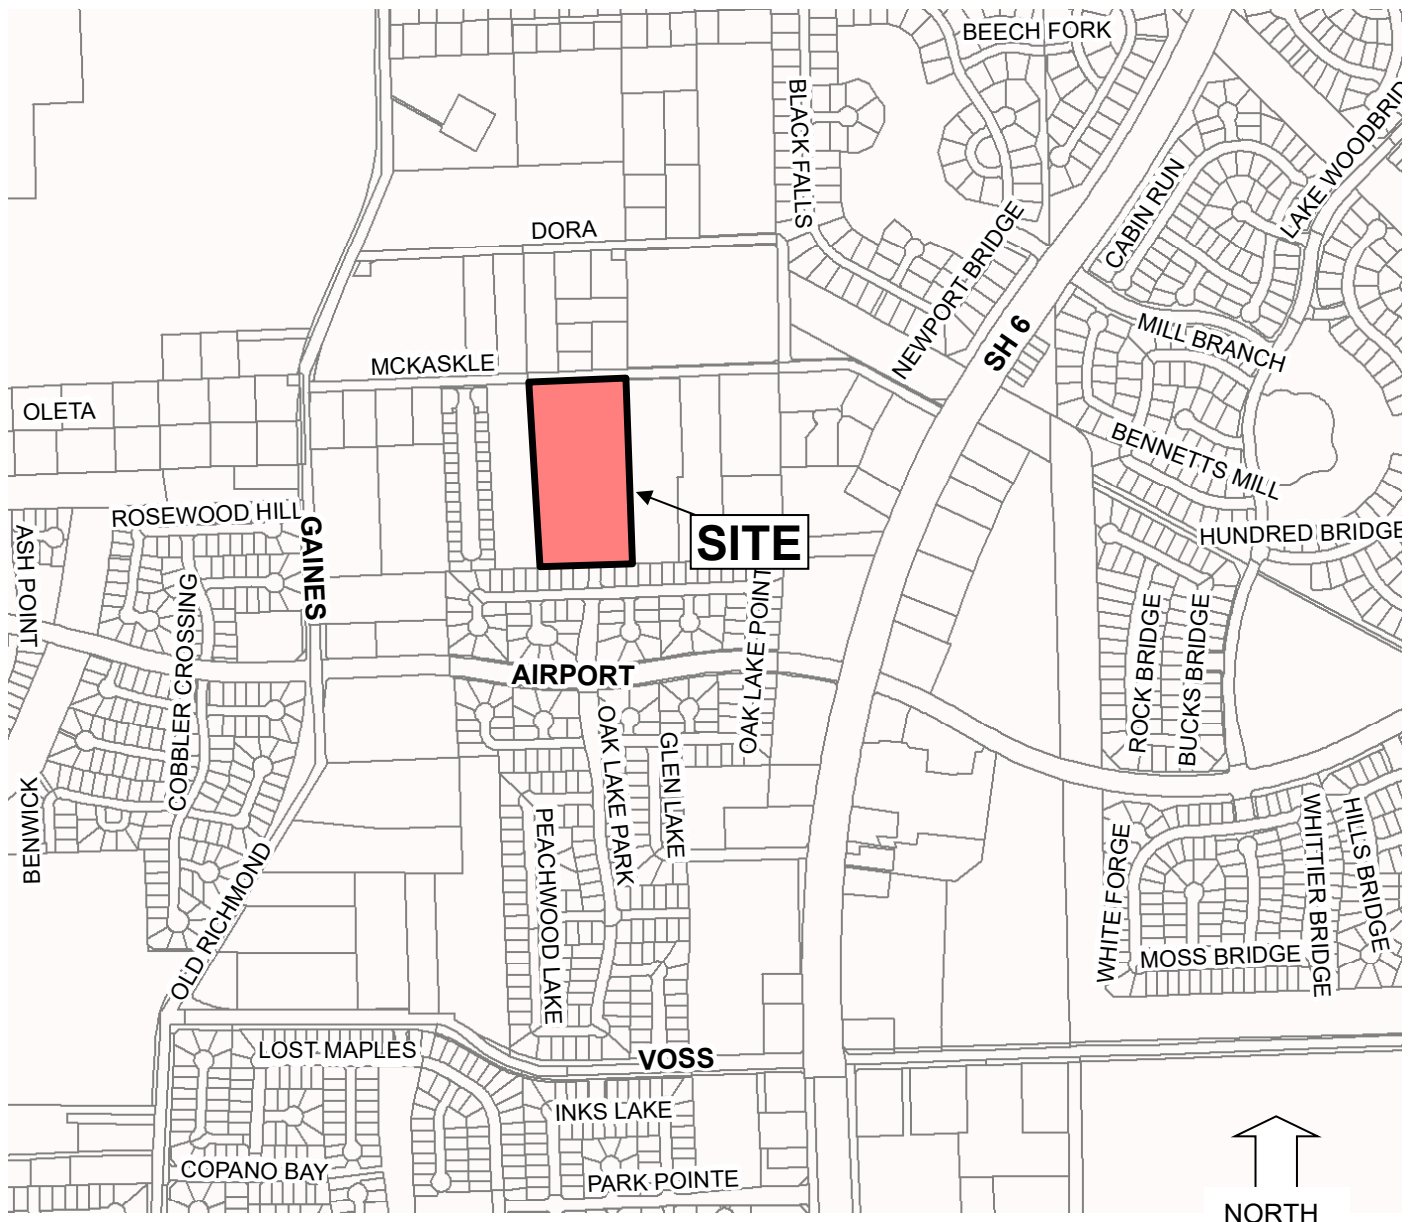 BEECH FORK
BLACK FALLS
LAKE WOODBRID
CABIN RUN
DORA
NEWPORT BRIDGE
SH 6
MILL BRANCH
MCKASKLE
OLETA
BENNETTS MILL
ROSEWOOD HILL
GAINES
ASH POINT
SITE
HUNDRED BRIDGE
COBBLER CROSSING
OAK LAKE POINT
ROCK BRIDGE
BUCKS BRIDGE
AIRPORT
OAK LAKE PARK
GLEN LAKE
BENWICK
PEACHWOOD LAKE
OLD RICHMOND
WHITE FORGE
WHITTIER BRIDGE
HILLS BRIDGE
MOSS BRIDGE
LOST MAPLES
VOSS
INKS LAKE
COPANO BAY
PARK POINTE
NORTH